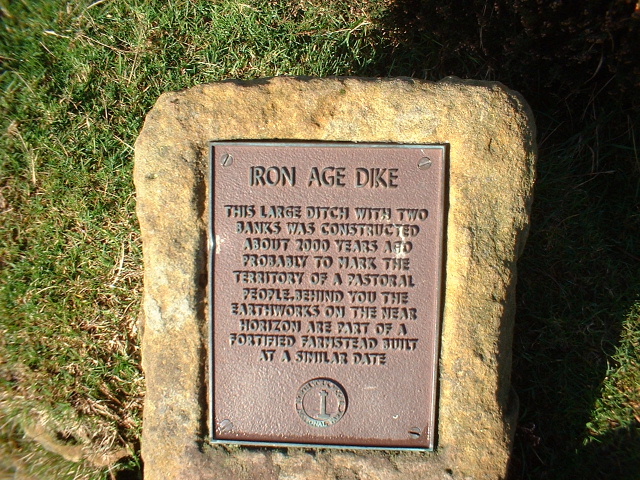 IRON AGE DIKE
THIS LARGE DITCH WITH TWO
BANKS WAS CONSTRUCTED
ABOUT 2000 YEARS AGO
PROBABLY TO MARK THE
TERRITORY OF A PASTORAL
PEOPLE.BEHIND YOU THE
EARTHWORKS ON THE NEAR
HORIZON ARE PART OF A
FORTIFIED FARMSTEAD BUILT
AT A SIMILAR DATE